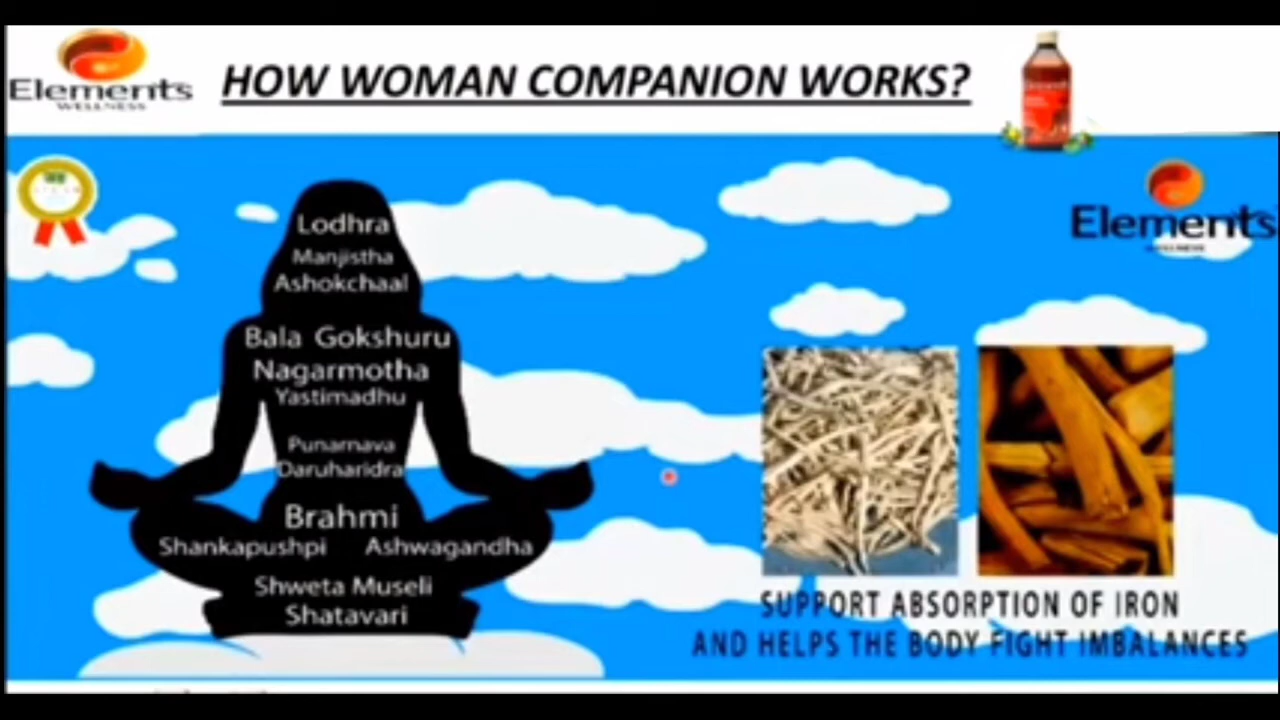 Elements
WELLNESS
HOW WOMAN COMPANION WORKS?
Elements
WELLNESS
Lodhra
Manjistha
Ashokchaal
Bala Gokshuru
Nagarmotha
Yastimadhu
Punarnava
Daruharidra
Brahmi
Shankapushpi Ashwagandha
Shweta Museli
Shatavari
SUPPORT ABSORPTION OF IRON
AND HELPS THE BODY FIGHT IMBALANCES